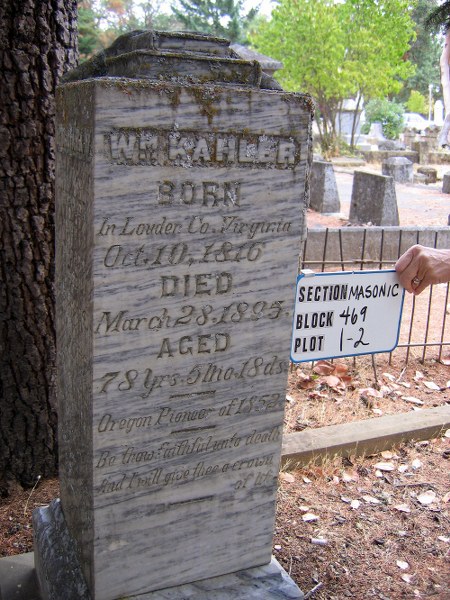 WM. KAHLER
BORN
In Louder Co. Virginia
Oct. 10, 1816
DIED
March 28, 1895.
AGED
78 Yrs. 5 Mo. 18 ds.
Oregon Pioneer of 1852
Be thou faithful unto death
And I will give thee a crown
of life
SECTION MASONIC
BLOCK 469
PLOT 1-2